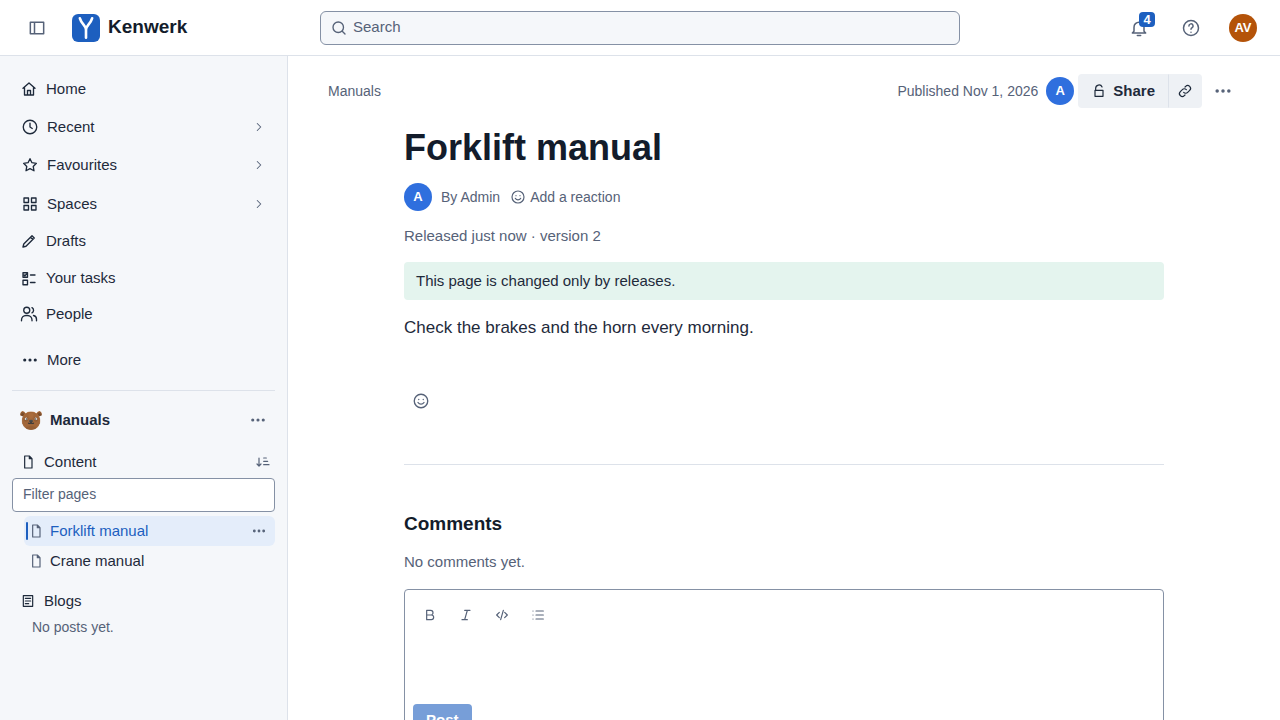 Kenwerk
Search
4
AV
Home
Recent
Favourites
Spaces
Drafts
Your tasks
People
More
Manuals
Content
Filter pages
Forklift manual
Crane manual
Blogs
No posts yet.
Manuals
Published Nov 1, 2026
A
Share
Forklift manual
A
By Admin
Add a reaction
Released just now · version 2
This page is changed only by releases.
Check the brakes and the horn every morning.
Comments
No comments yet.
Post